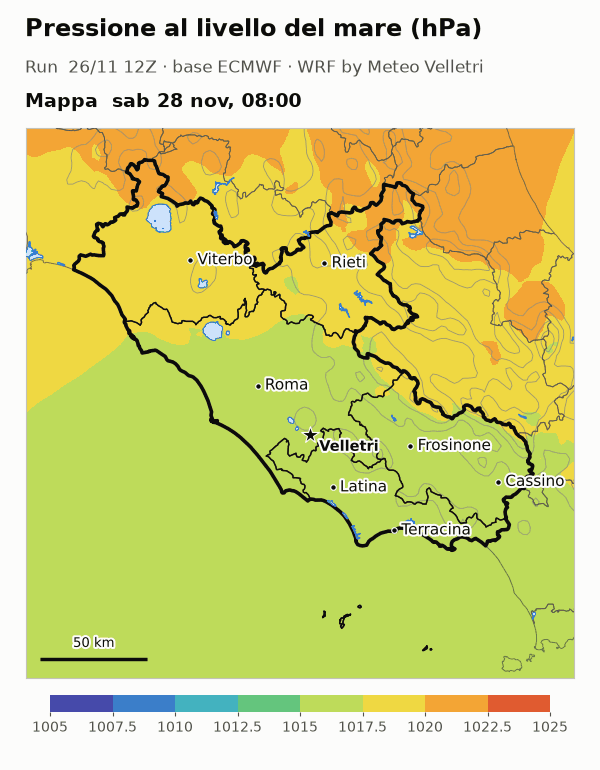 Pressione al livello del mare (hPa)
Run  26/11 12Z · base ECMWF · WRF by Meteo Velletri
Mappa  sab 28 nov, 08:00
Viterbo
Rieti
Roma
Velletri
Frosinone
Cassino
Latina
Terracina
50 km
1005 1007.5 1010 1012.5 1015 1017.5 1020 1022.5 1025